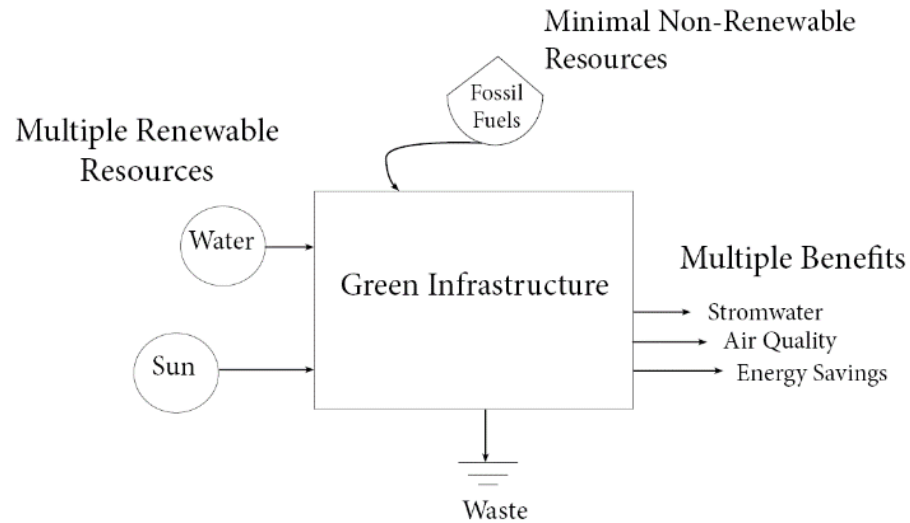 Minimal Non-Renewable
Resources
Fossil
Fuels
Multiple Renewable
Resources
Water
Green Infrastructure
Multiple Benefits
Stromwater
Air Quality
Sun
Energy Savings
Waste